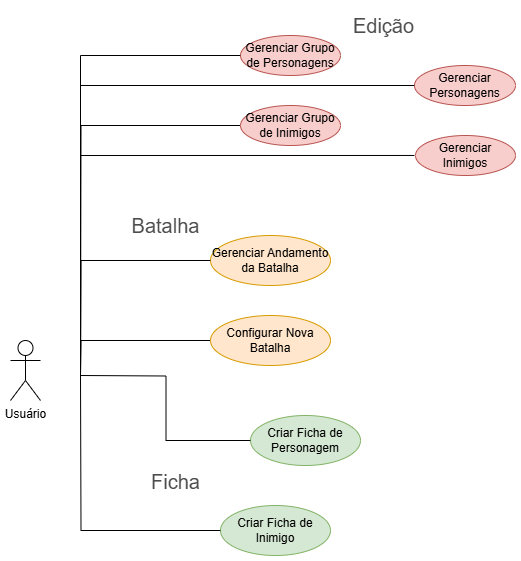 Edição
Gerenciar Grupo
de Personagens
Gerenciar
Personagens
Gerenciar Grupo
de Inimigos
Gerenciar
Inimigos
Batalha
Gerenciar Andamento
da Batalha
Configurar Nova
Batalha
Usuário
Criar Ficha de
Personagem
Ficha
Criar Ficha de
Inimigo